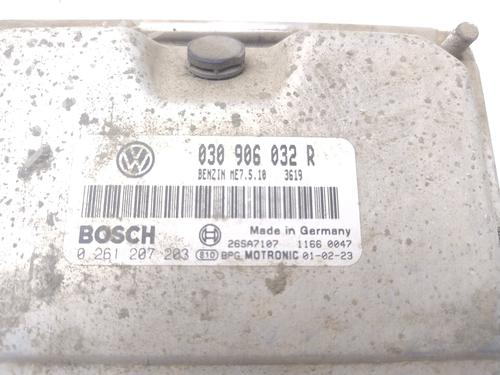 030 906 032 R
BENZIN ME7.5.10 3619
BOSCH
Made in Germany
26SA7107 1166 0047
0 261 207 203 E10 BPG MOTRONIC 01-02-23